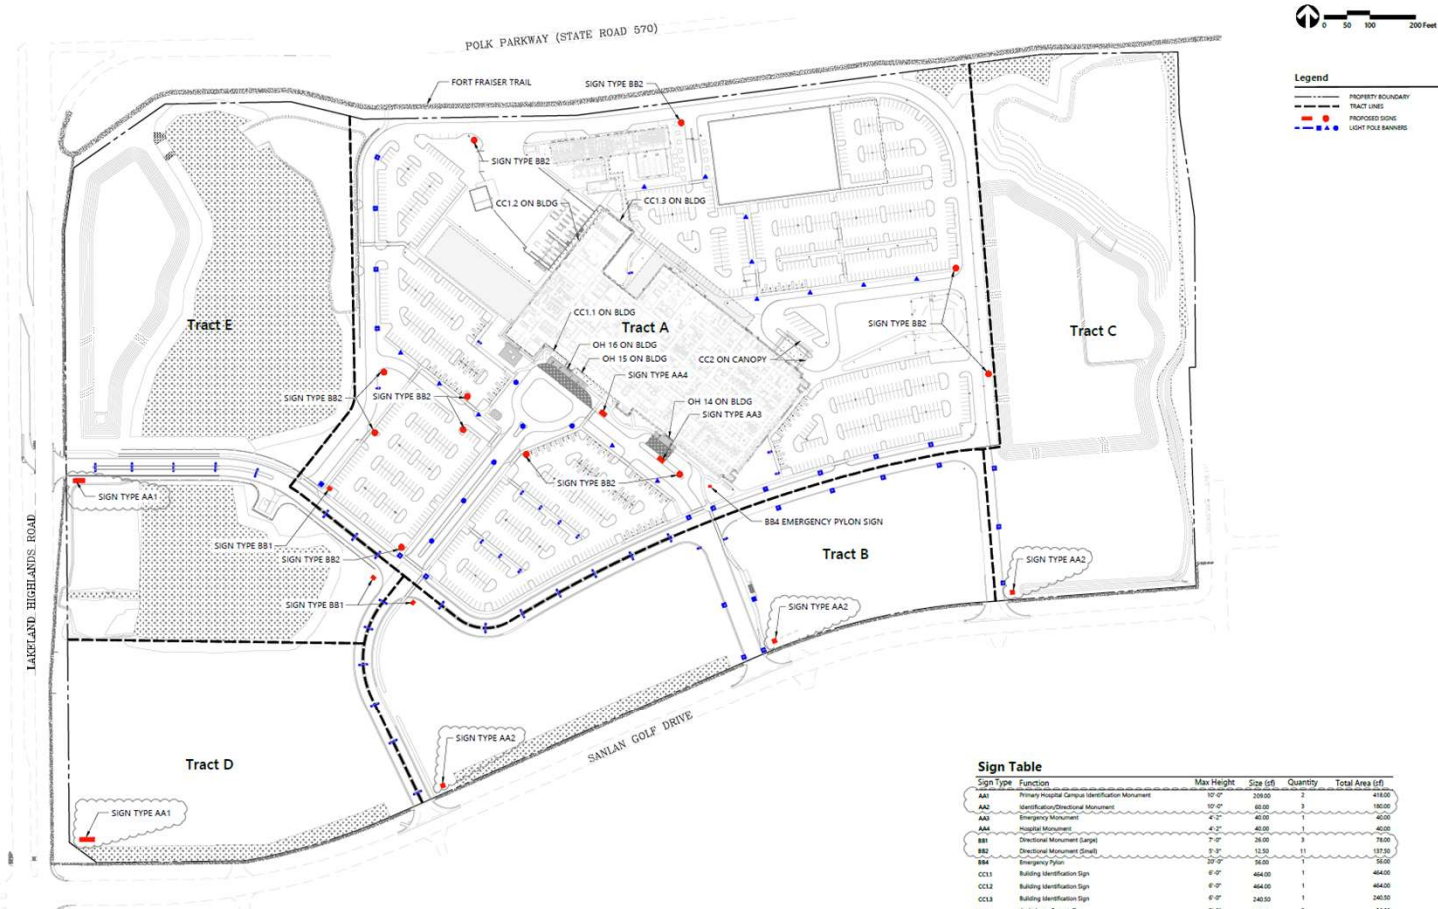 POLK PARKWAY (STATE ROAD 570)
0 50 100 200 Feet
Legend
PROPERTY BOUNDARY
TRACT LINES
PROPOSED SIGNS
LIGHT POLE BANNERS
FORT FRAISER TRAIL
SIGN TYPE BB2
SIGN TYPE BB2
CC1.2 ON BLDG
CC1.3 ON BLDG
Tract E
Tract A
Tract C
CC1.1 ON BLDG
OH 16 ON BLDG
OH 15 ON BLDG
SIGN TYPE AA4
CC2 ON CANOPY
SIGN TYPE BB2
SIGN TYPE BB2
SIGN TYPE BB2
OH 14 ON BLDG
SIGN TYPE AA3
SIGN TYPE BB2
SIGN TYPE AA1
BB4 EMERGENCY PYLON SIGN
SIGN TYPE BB1
SIGN TYPE BB2
SIGN TYPE BB1
Tract B
SIGN TYPE AA2
SIGN TYPE AA2
LAKELAND HIGHLANDS ROAD
SIGN TYPE AA2
SANLAN GOLF DRIVE
Tract D
SIGN TYPE AA1
Sign Table
Sign Type Function Max Height Size (sf) Quantity Total Area (sf)
AA1 Primary Hospital Campus Identification Monument 10'-0" 209.00 2 418.00
AA2 Identification/Directional Monument 10'-0" 60.00 3 180.00
AA3 Emergency Monument 4'-2" 40.00 1 40.00
AA4 Hospital Monument 4'-2" 40.00 1 40.00
BB1 Directional Monument (Large) 7'-0" 26.00 3 78.00
BB2 Directional Monument (Small) 5'-3" 12.50 11 137.50
BB4 Emergency Pylon 20'-3" 56.00 1 56.00
CC1.1 Building Identification Sign 6'-0" 464.00 1 464.00
CC1.2 Building Identification Sign 6'-0" 464.00 1 464.00
CC1.3 Building Identification Sign 6'-0" 240.50 1 240.50